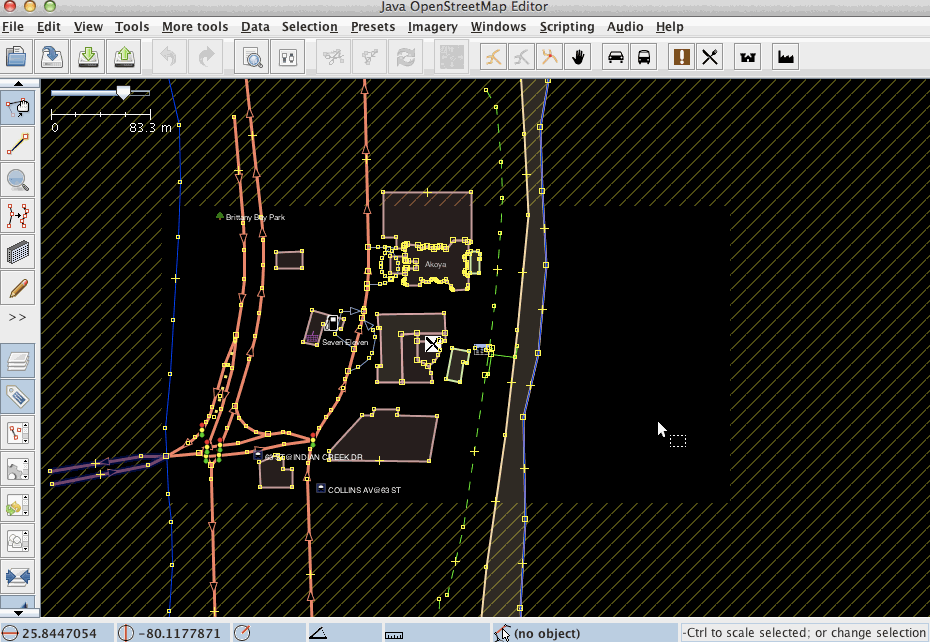 Java OpenStreetMap Editor
File Edit View Tools More tools Data Selection Presets Imagery Windows Scripting Audio Help
0 83.3 m
Brittany Bay Park
Akoya
Seven Eleven
@INDIAN CREEK DR
COLLINS AV@63 ST
>>
25.8447054 -80.1177871 (no object) -Ctrl to scale selected; or change selection